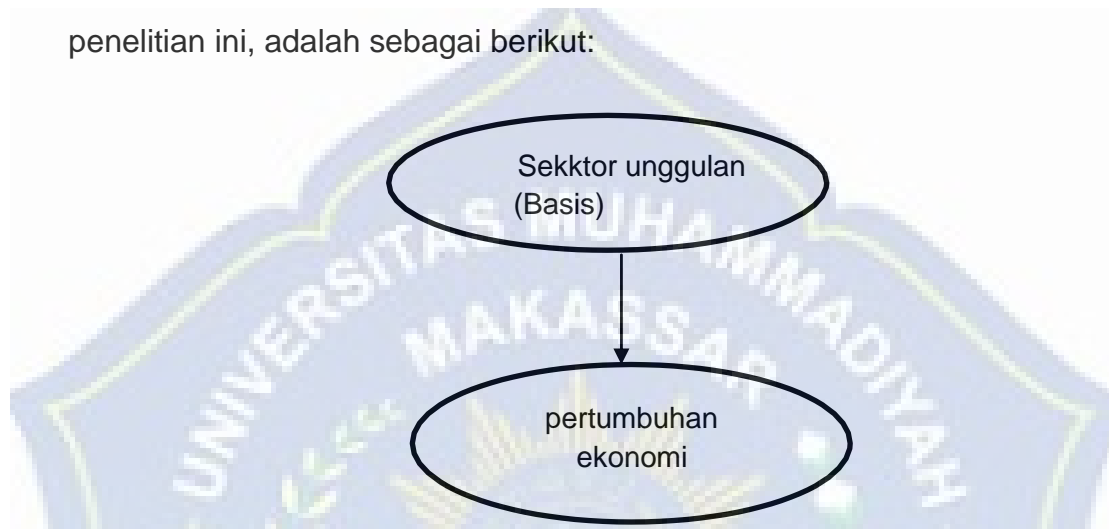 penelitian ini, adalah sebagai berikut:
Sekktor unggulan
(Basis)
UNIVERSITAS MUHAMMADIYAH
MAKASSAR
pertumbuhan
ekonomi